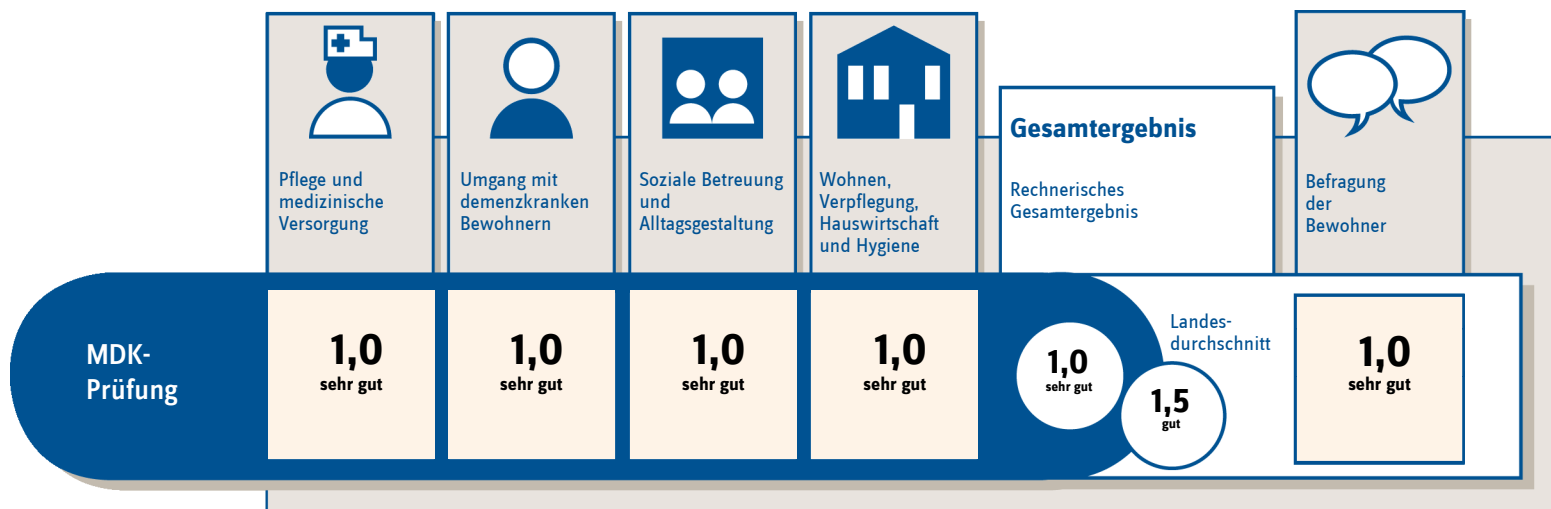 Pflege und
medizinische
Versorgung
Umgang mit
demenzkranken
Bewohnern
Soziale Betreuung
und
Alltagsgestaltung
Wohnen,
Verpflegung,
Hauswirtschaft
und Hygiene
Gesamtergebnis
Rechnerisches
Gesamtergebnis
Befragung
der
Bewohner
MDK-
Prüfung
1,0
sehr gut
1,0
sehr gut
1,0
sehr gut
1,0
sehr gut
1,0
sehr gut
Landes-
durchschnitt
1,5
gut
1,0
sehr gut